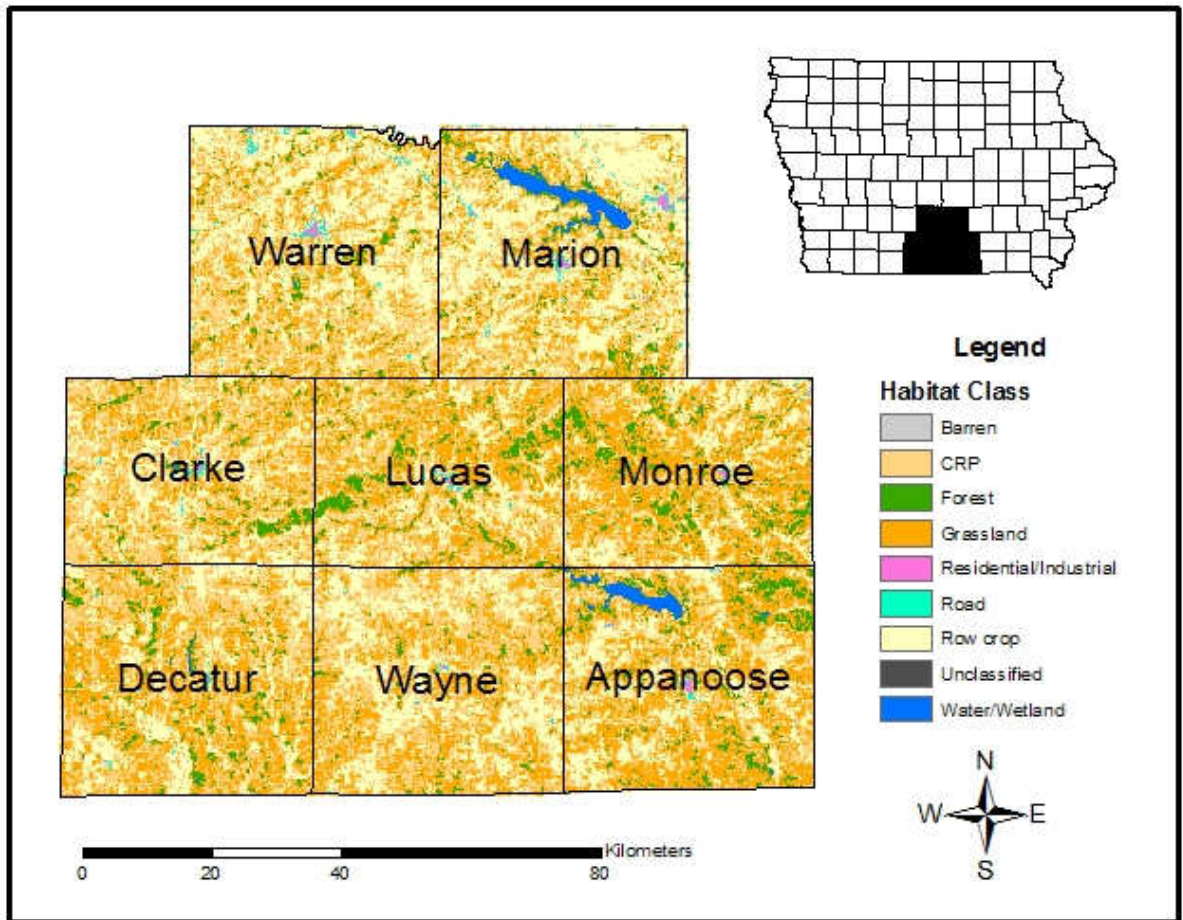 Warren
Marion
Clarke
Lucas
Monroe
Decatur
Wayne
Appanoose
Legend
Habitat Class
Barren
CRP
Forest
Grassland
Residential/Industrial
Road
Row crop
Unclassified
Water/Wetland
N
W E
S
Kilometers
0 20 40 80